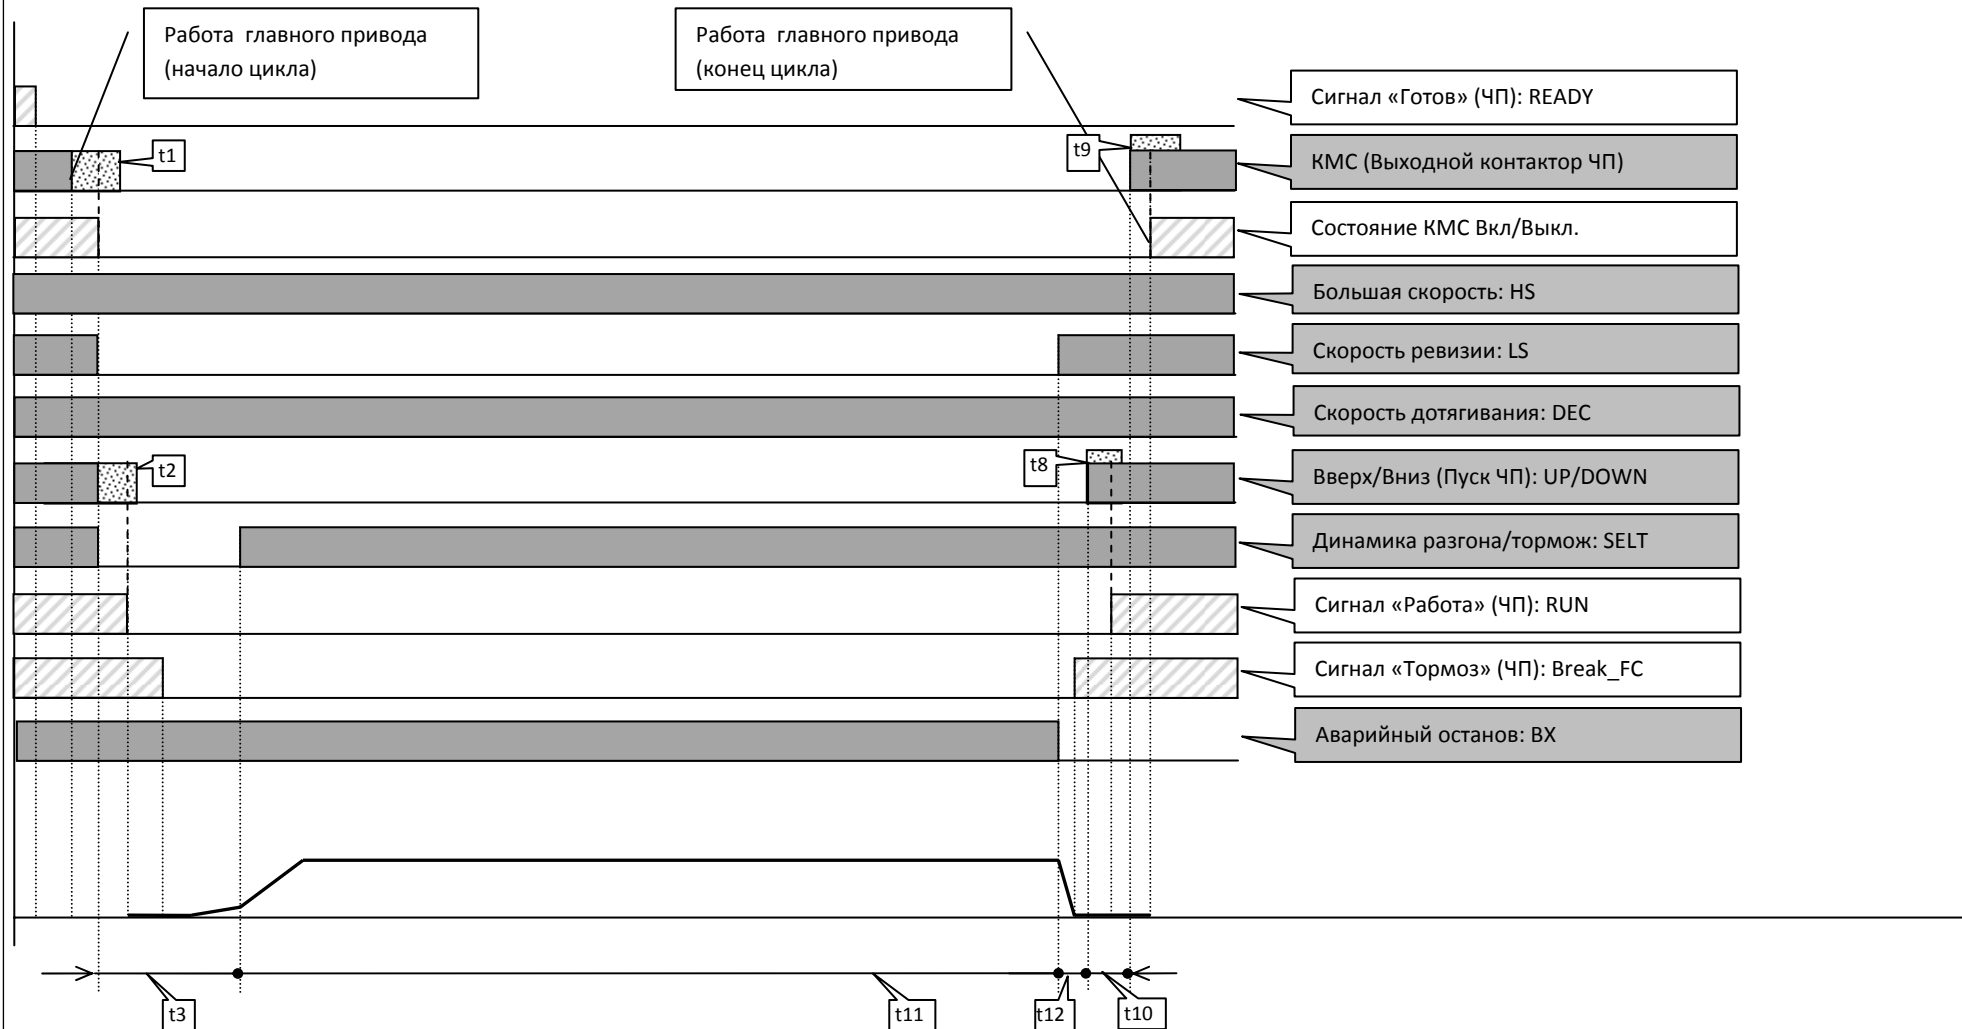 Работа главного привода
(начало цикла)
Работа главного привода
(конец цикла)
Сигнал «Готов» (ЧП): READY
t1
t9
КМС (Выходной контактор ЧП)
Состояние КМС Вкл/Выкл.
Большая скорость: HS
Скорость ревизии: LS
Скорость дотягивания: DEC
t2
t8
Вверх/Вниз (Пуск ЧП): UP/DOWN
Динамика разгона/тормож: SELT
Сигнал «Работа» (ЧП): RUN
Сигнал «Тормоз» (ЧП): Break_FC
Аварийный останов: BX
t3
t11
t12
t10